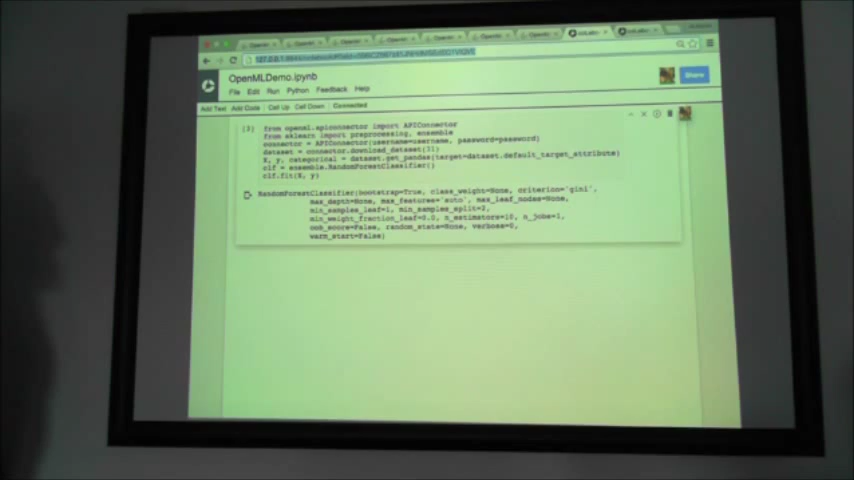 OpenMLDemo.ipynb
File Edit Run Python Feedback Help
Share
Add Text Add Code Cell Up Cell Down Connected
[3] from openml.apiconnector import APIConnector
from sklearn import preprocessing, ensemble
connector = APIConnector(username=username, password=password)
dataset = connector.download_dataset(31)
X, y, categorical = dataset.get_pandas(target=dataset.default_target_attribute)
clf = ensemble.RandomForestClassifier()
clf.fit(X, y)
RandomForestClassifier(bootstrap=True, class_weight=None, criterion='gini',
max_depth=None, max_features='auto', max_leaf_nodes=None,
min_samples_leaf=1, min_samples_split=2,
min_weight_fraction_leaf=0.0, n_estimators=10, n_jobs=1,
oob_score=False, random_state=None, verbose=0,
warm_start=False)